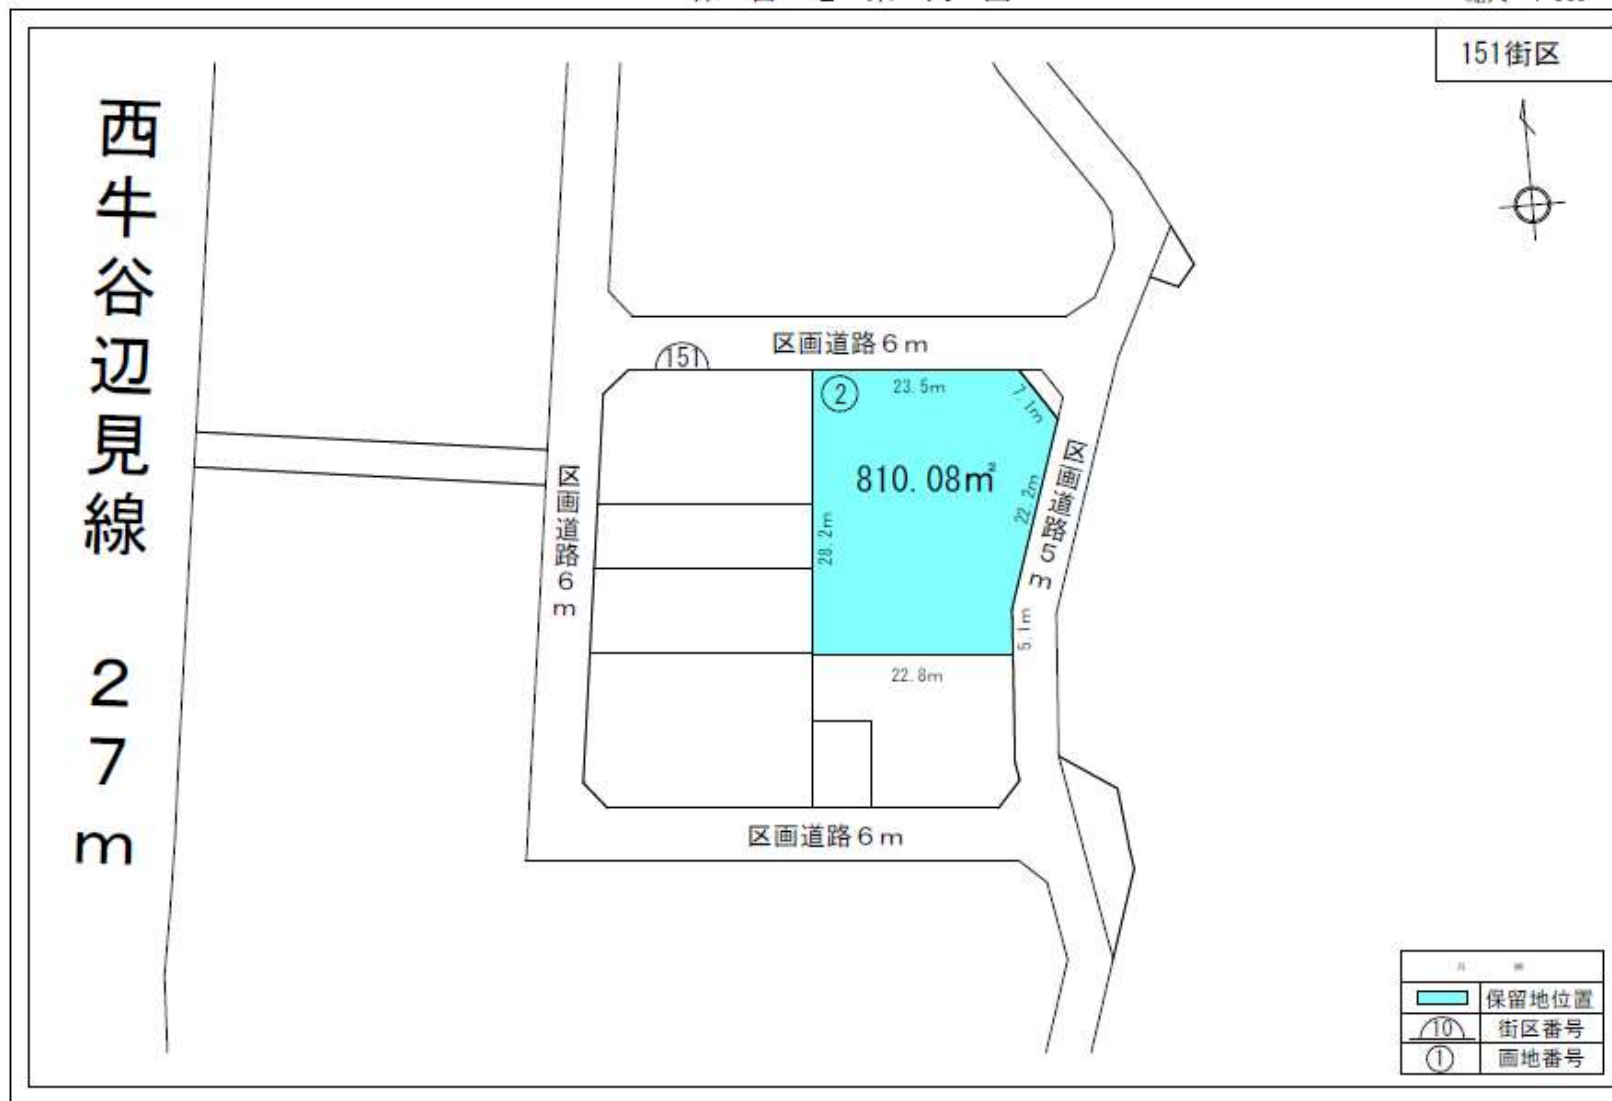 151街区
西牛谷辺見線 27m
区画道路6m
151
②
23.5m
7.1m
810.08㎡
22.2m
区画道路5m
28.2m
区画道路6m
5.1m
22.8m
区画道路6m
保留地位置
10 街区番号
① 画地番号